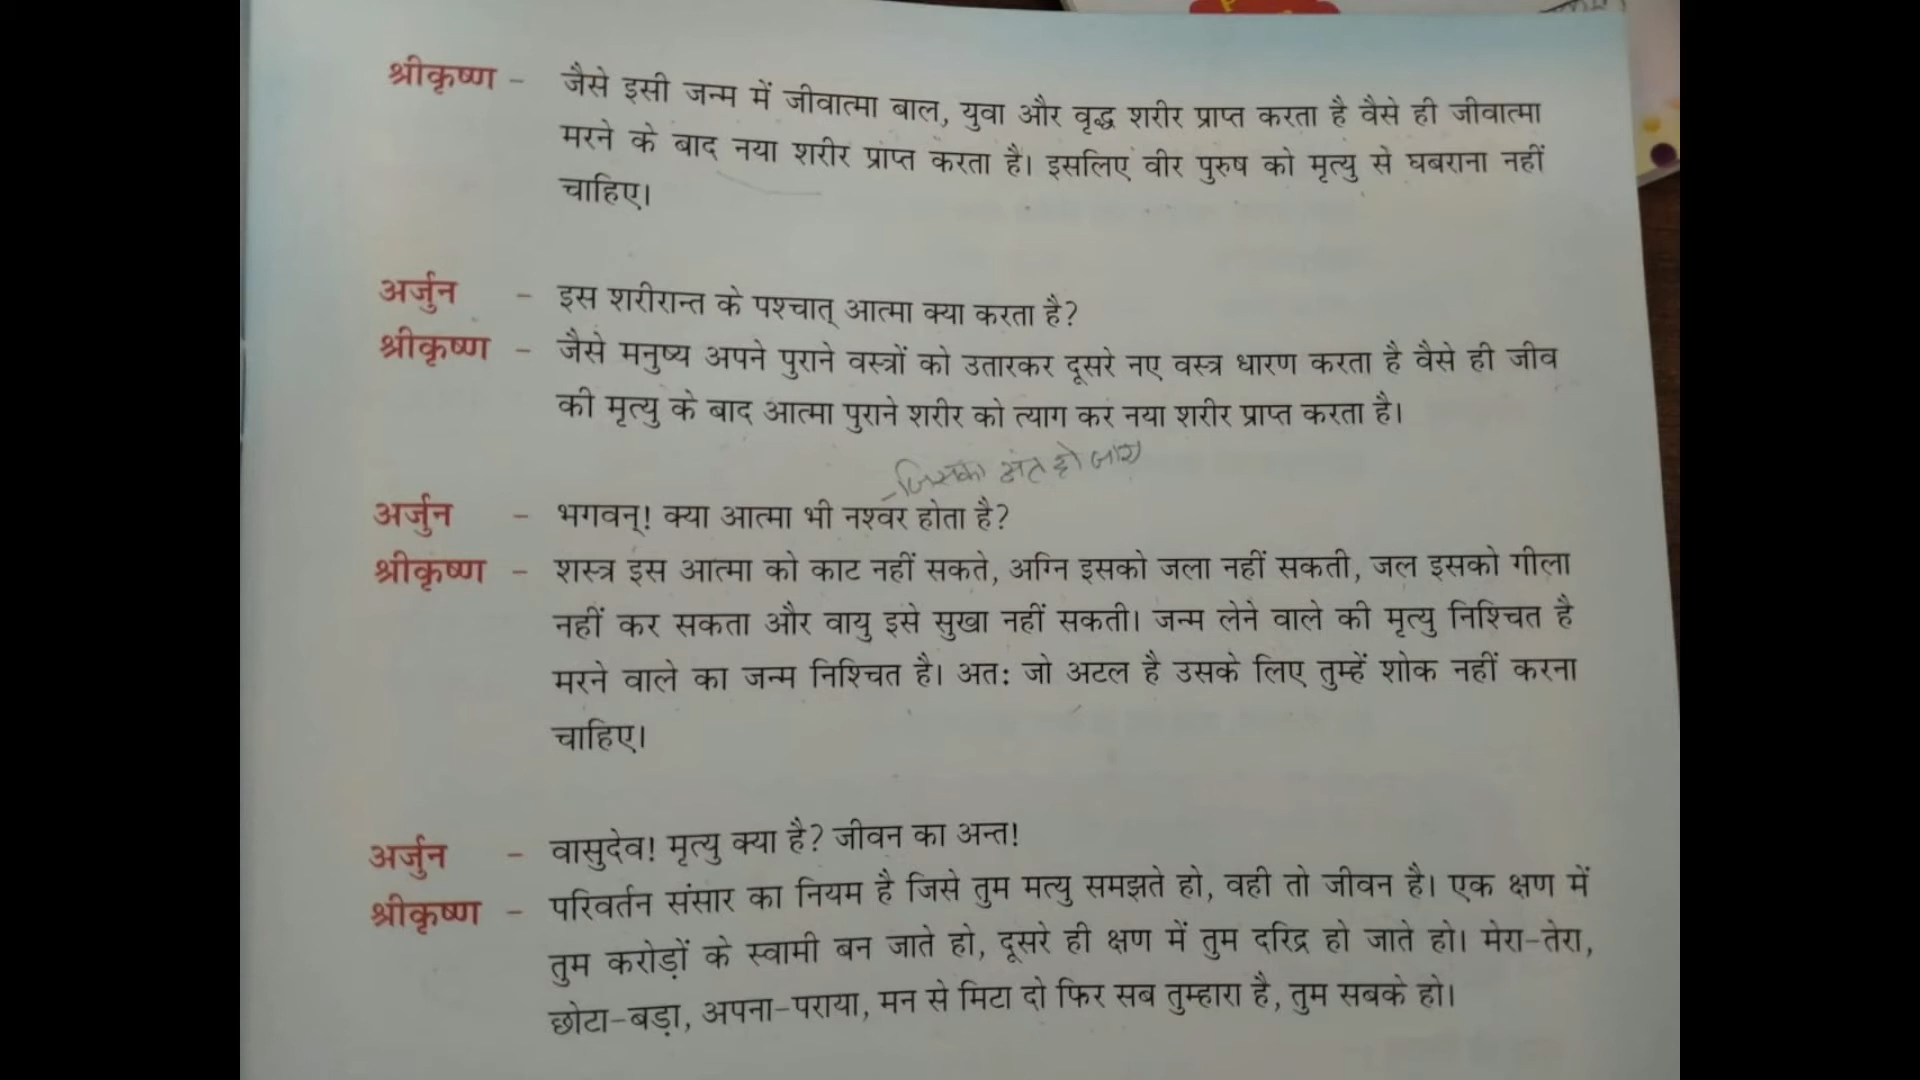 श्रीकृष्ण – जैसे इसी जन्म में जीवात्मा बाल, युवा और वृद्ध शरीर प्राप्त करता है वैसे ही जीवात्मा
मरने के बाद नया शरीर प्राप्त करता है। इसलिए वीर पुरुष को मृत्यु से घबराना नहीं
चाहिए।
अर्जुन – इस शरीरान्त के पश्चात् आत्मा क्या करता है?
श्रीकृष्ण – जैसे मनुष्य अपने पुराने वस्त्रों को उतारकर दूसरे नए वस्त्र धारण करता है वैसे ही जीव
की मृत्यु के बाद आत्मा पुराने शरीर को त्याग कर नया शरीर प्राप्त करता है।
जिसका अंत हो जाय
अर्जुन – भगवन्! क्या आत्मा भी नश्वर होता है?
श्रीकृष्ण – शस्त्र इस आत्मा को काट नहीं सकते, अग्नि इसको जला नहीं सकती, जल इसको गीला
नहीं कर सकता और वायु इसे सुखा नहीं सकती। जन्म लेने वाले की मृत्यु निश्चित है
मरने वाले का जन्म निश्चित है। अतः जो अटल है उसके लिए तुम्हें शोक नहीं करना
चाहिए।
अर्जुन – वासुदेव! मृत्यु क्या है? जीवन का अन्त!
श्रीकृष्ण – परिवर्तन संसार का नियम है जिसे तुम मत्यु समझते हो, वही तो जीवन है। एक क्षण में
तुम करोड़ों के स्वामी बन जाते हो, दूसरे ही क्षण में तुम दरिद्र हो जाते हो। मेरा-तेरा,
छोटा-बड़ा, अपना-पराया, मन से मिटा दो फिर सब तुम्हारा है, तुम सबके हो।